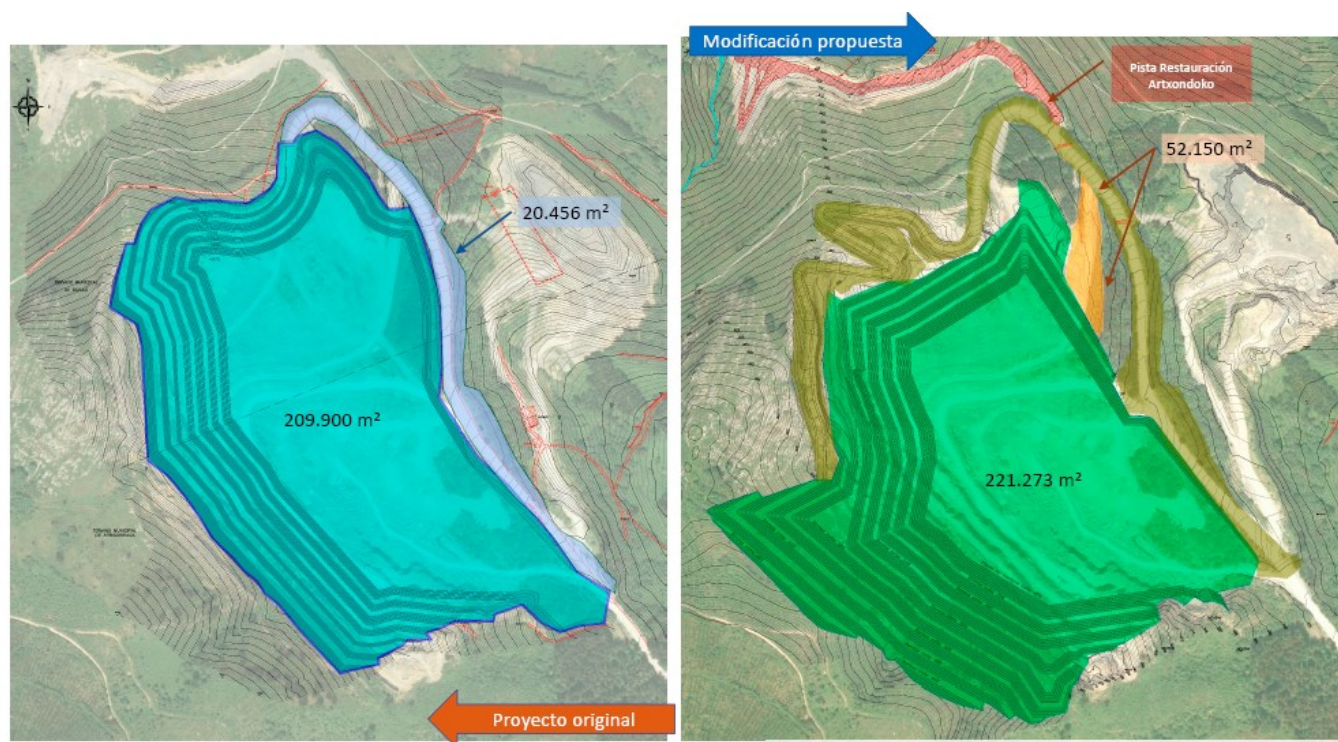 Modificación propuesta
Pista Restauración
Artxondoko
52.150 m²
20.456 m²
209.900 m²
221.273 m²
Proyecto original